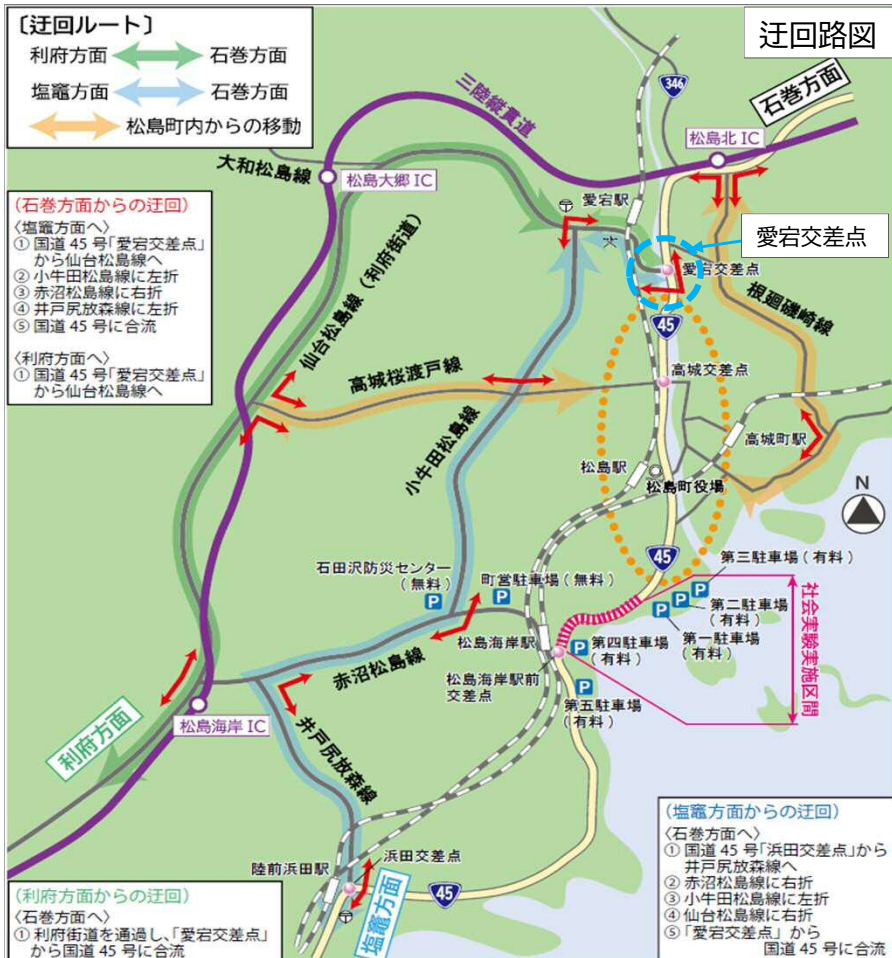 迂回路図
〔迂回ルート〕
利府方面 石巻方面
塩竈方面 石巻方面
松島町内からの移動
三陸縦貫道
346
石巻方面
松島北 IC
大和松島線
松島大郷 IC
愛宕駅
愛宕交差点
愛宕交差点
(石巻方面からの迂回)
〈塩竈方面へ〉
① 国道 45 号「愛宕交差点」
から仙台松島線へ
② 小牛田松島線に左折
③ 赤沼松島線に右折
④ 井戸尻放森線に左折
⑤ 国道 45 号に合流
〈利府方面へ〉
① 国道 45 号「愛宕交差点」
から仙台松島線へ
仙台松島線(利府街道)
根廻磯崎線
45
高城桜渡戸線
高城交差点
小牛田松島線
高城町駅
松島駅
松島町役場
N
45
石田沢防災センター
(無料)
P
町営駐車場(無料)
P
第三駐車場(有料)
P
P
第二駐車場
(有料)
P
第一駐車場
(有料)
社会実験実施区間
松島海岸駅
P
第四駐車場
(有料)
松島海岸駅前
交差点
P
第五駐車場
(有料)
赤沼松島線
松島海岸 IC
利府方面
井戸尻放森線
陸前浜田駅
浜田交差点
45
塩竈方面
(利府方面からの迂回)
〈石巻方面へ〉
① 利府街道を通過し、「愛宕交差点」
から国道 45 号に合流
(塩竈方面からの迂回)
〈石巻方面へ〉
① 国道 45 号「浜田交差点」から
井戸尻放森線へ
② 赤沼松島線に右折
③ 小牛田松島線に左折
④ 仙台松島線に右折
⑤「愛宕交差点」から
国道 45 号に合流